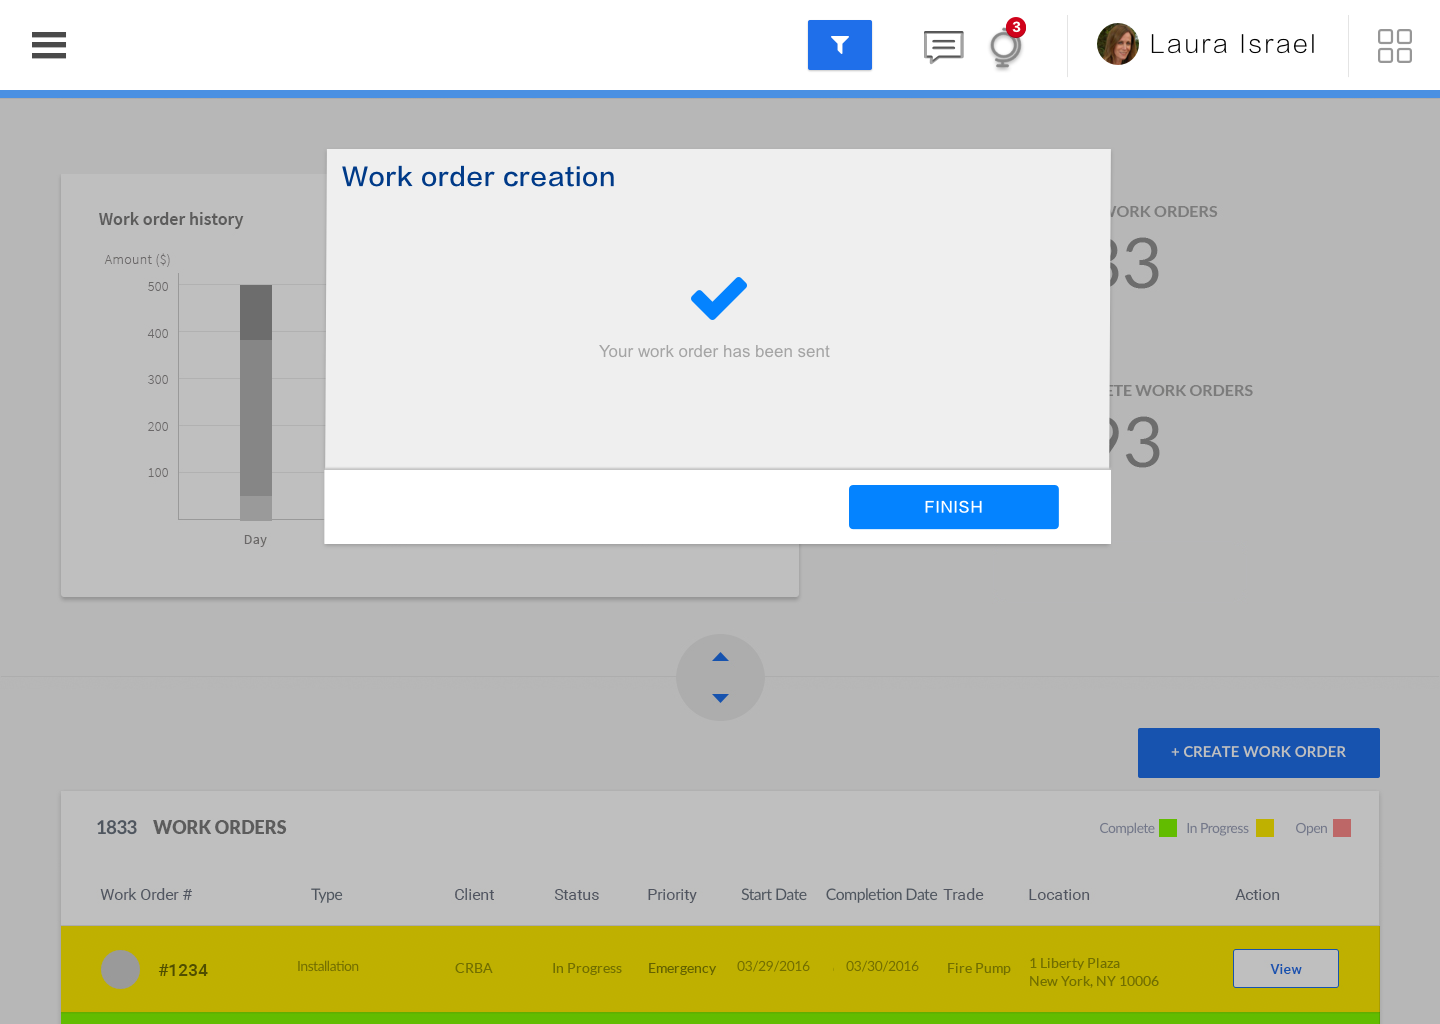 3
Laura Israel
Work order creation
Your work order has been sent
FINISH
Work order history
Amount ($)
500
400
300
200
100
Day
WORK ORDERS
33
ETE WORK ORDERS
93
+ CREATE WORK ORDER
1833 WORK ORDERS
Complete In Progress Open
Work Order # Type Client Status Priority Start Date Completion Date Trade Location Action
#1234 Installation CRBA In Progress Emergency 03/29/2016 03/30/2016 Fire Pump 1 Liberty Plaza
New York, NY 10006
View